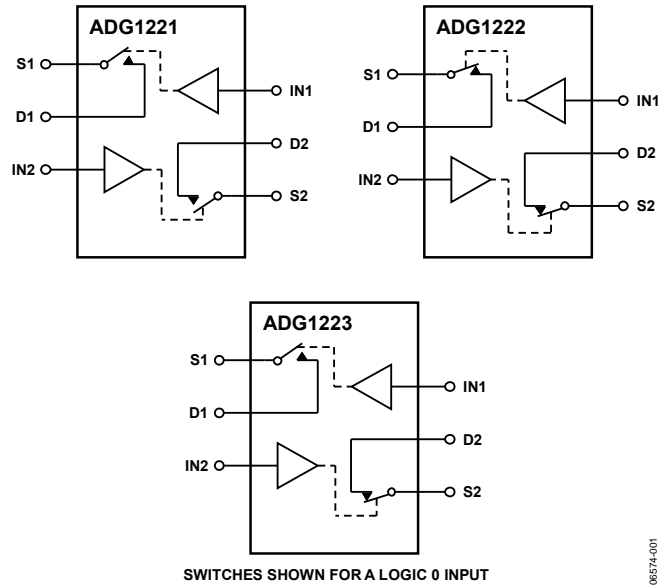 ADG1221
S1
IN1
D1
D2
IN2
S2
ADG1222
S1
IN1
D1
D2
IN2
S2
ADG1223
S1
IN1
D1
D2
IN2
S2
SWITCHES SHOWN FOR A LOGIC 0 INPUT
06574-001